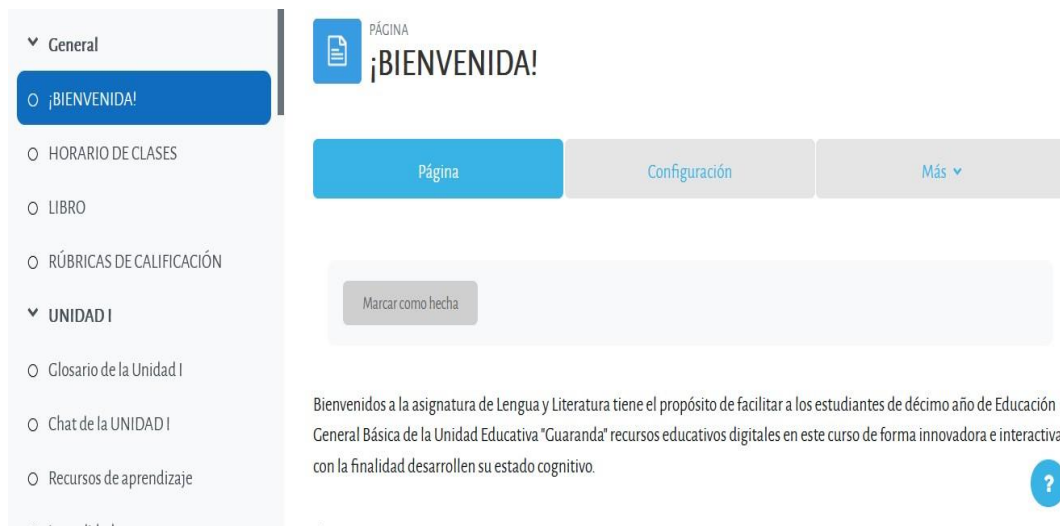 General
¡BIENVENIDA!
HORARIO DE CLASES
LIBRO
RÚBRICAS DE CALIFICACIÓN
UNIDAD I
Glosario de la Unidad I
Chat de la UNIDAD I
Recursos de aprendizaje
PÁGINA
¡BIENVENIDA!
Página Configuración Más
Marcar como hecha
Bienvenidos a la asignatura de Lengua y Literatura tiene el propósito de facilitar a los estudiantes de décimo año de Educación
General Básica de la Unidad Educativa "Guaranda" recursos educativos digitales en este curso de forma innovadora e interactiva
con la finalidad desarrollen su estado cognitivo.
?